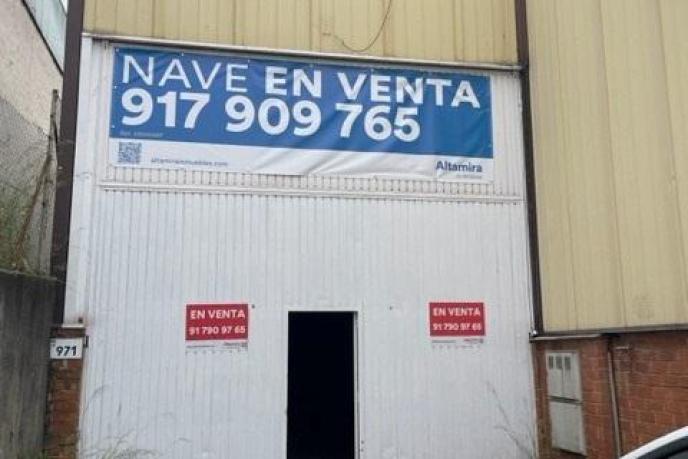 NAVE EN VENTA
917 909 765
altamirainmuebles.com
Altamira
EN VENTA
91 790 97 65
EN VENTA
91 790 97 65
971